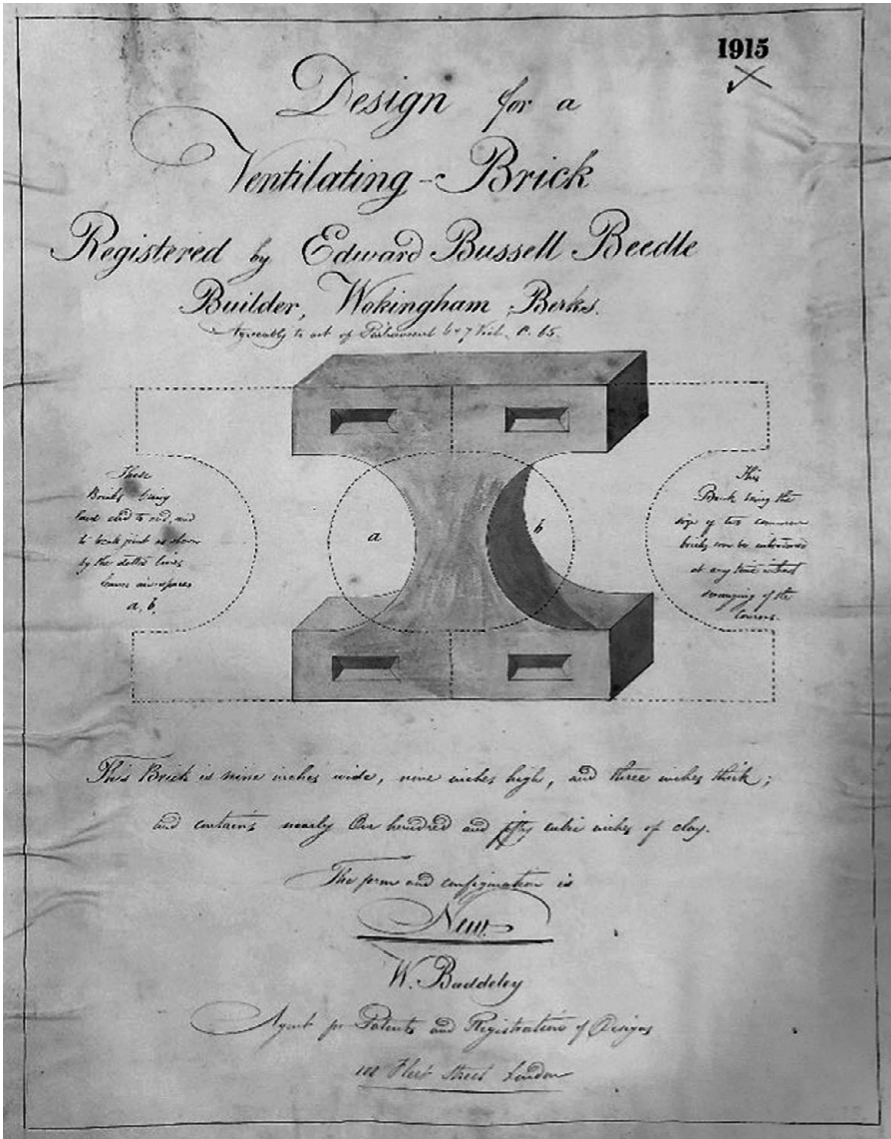 1915
Design for a
Ventilating - Brick
Registered by Edward Bussell Beedle
Builder, Wokingham, Berks.
Agreeably to act of Parliament 6 & 7 Vict. C. 65.
These
Bricks being
laid end to end, and
to break joint as shown
by the dotted lines
leaves air spaces
a, b,
a
b
This
Brick being the
size of two common
bricks can be introduced
at any time without
deranging of the
Courses.
This Brick is nine inches wide, nine inches high, and three inches thick;
and contains nearly One hundred and fifty cubic inches of clay.
The form and configuration is
New.
W. Baddeley
Agent for Patents and Registration of Designs
Fleet Street London